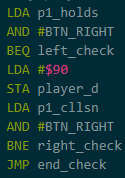 LDA p1_holds
AND #BTN_RIGHT
BEQ left_check
LDA #$90
STA player_d
LDA p1_cllsn
AND #BTN_RIGHT
BNE right_check
JMP end_check